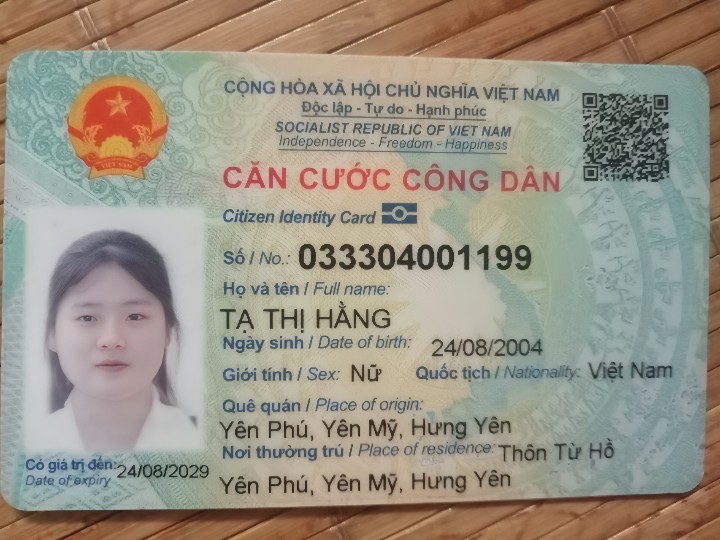 CỘNG HÒA XÃ HỘI CHỦ NGHĨA VIỆT NAM
Độc lập - Tự do - Hạnh phúc
SOCIALIST REPUBLIC OF VIET NAM
Independence - Freedom - Happiness
CĂN CƯỚC CÔNG DÂN
Citizen Identity Card
Số / No.: 033304001199
Họ và tên / Full name:
TẠ THỊ HẰNG
Ngày sinh / Date of birth: 24/08/2004
Giới tính / Sex: Nữ Quốc tịch / Nationality: Việt Nam
Quê quán / Place of origin:
Yên Phú, Yên Mỹ, Hưng Yên
Nơi thường trú / Place of residence: Thôn Từ Hồ
Yên Phú, Yên Mỹ, Hưng Yên
Có giá trị đến: 24/08/2029
Date of expiry
VIỆT NAM